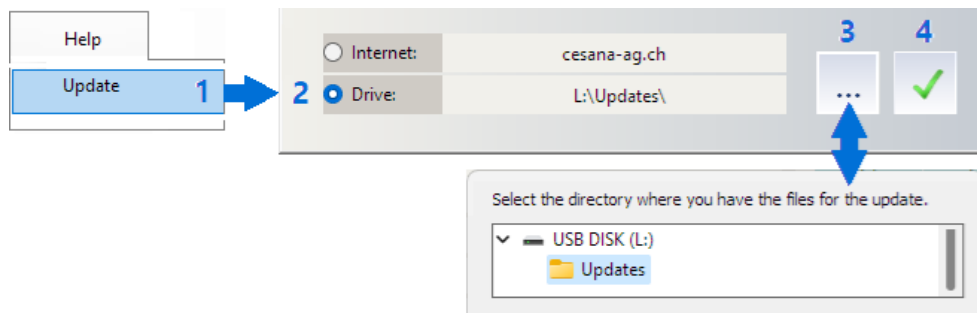 Help
Update 1
2
Internet: cesana-ag.ch
Drive: L:\Updates\
3
...
4
Select the directory where you have the files for the update.
USB DISK (L:)
Updates